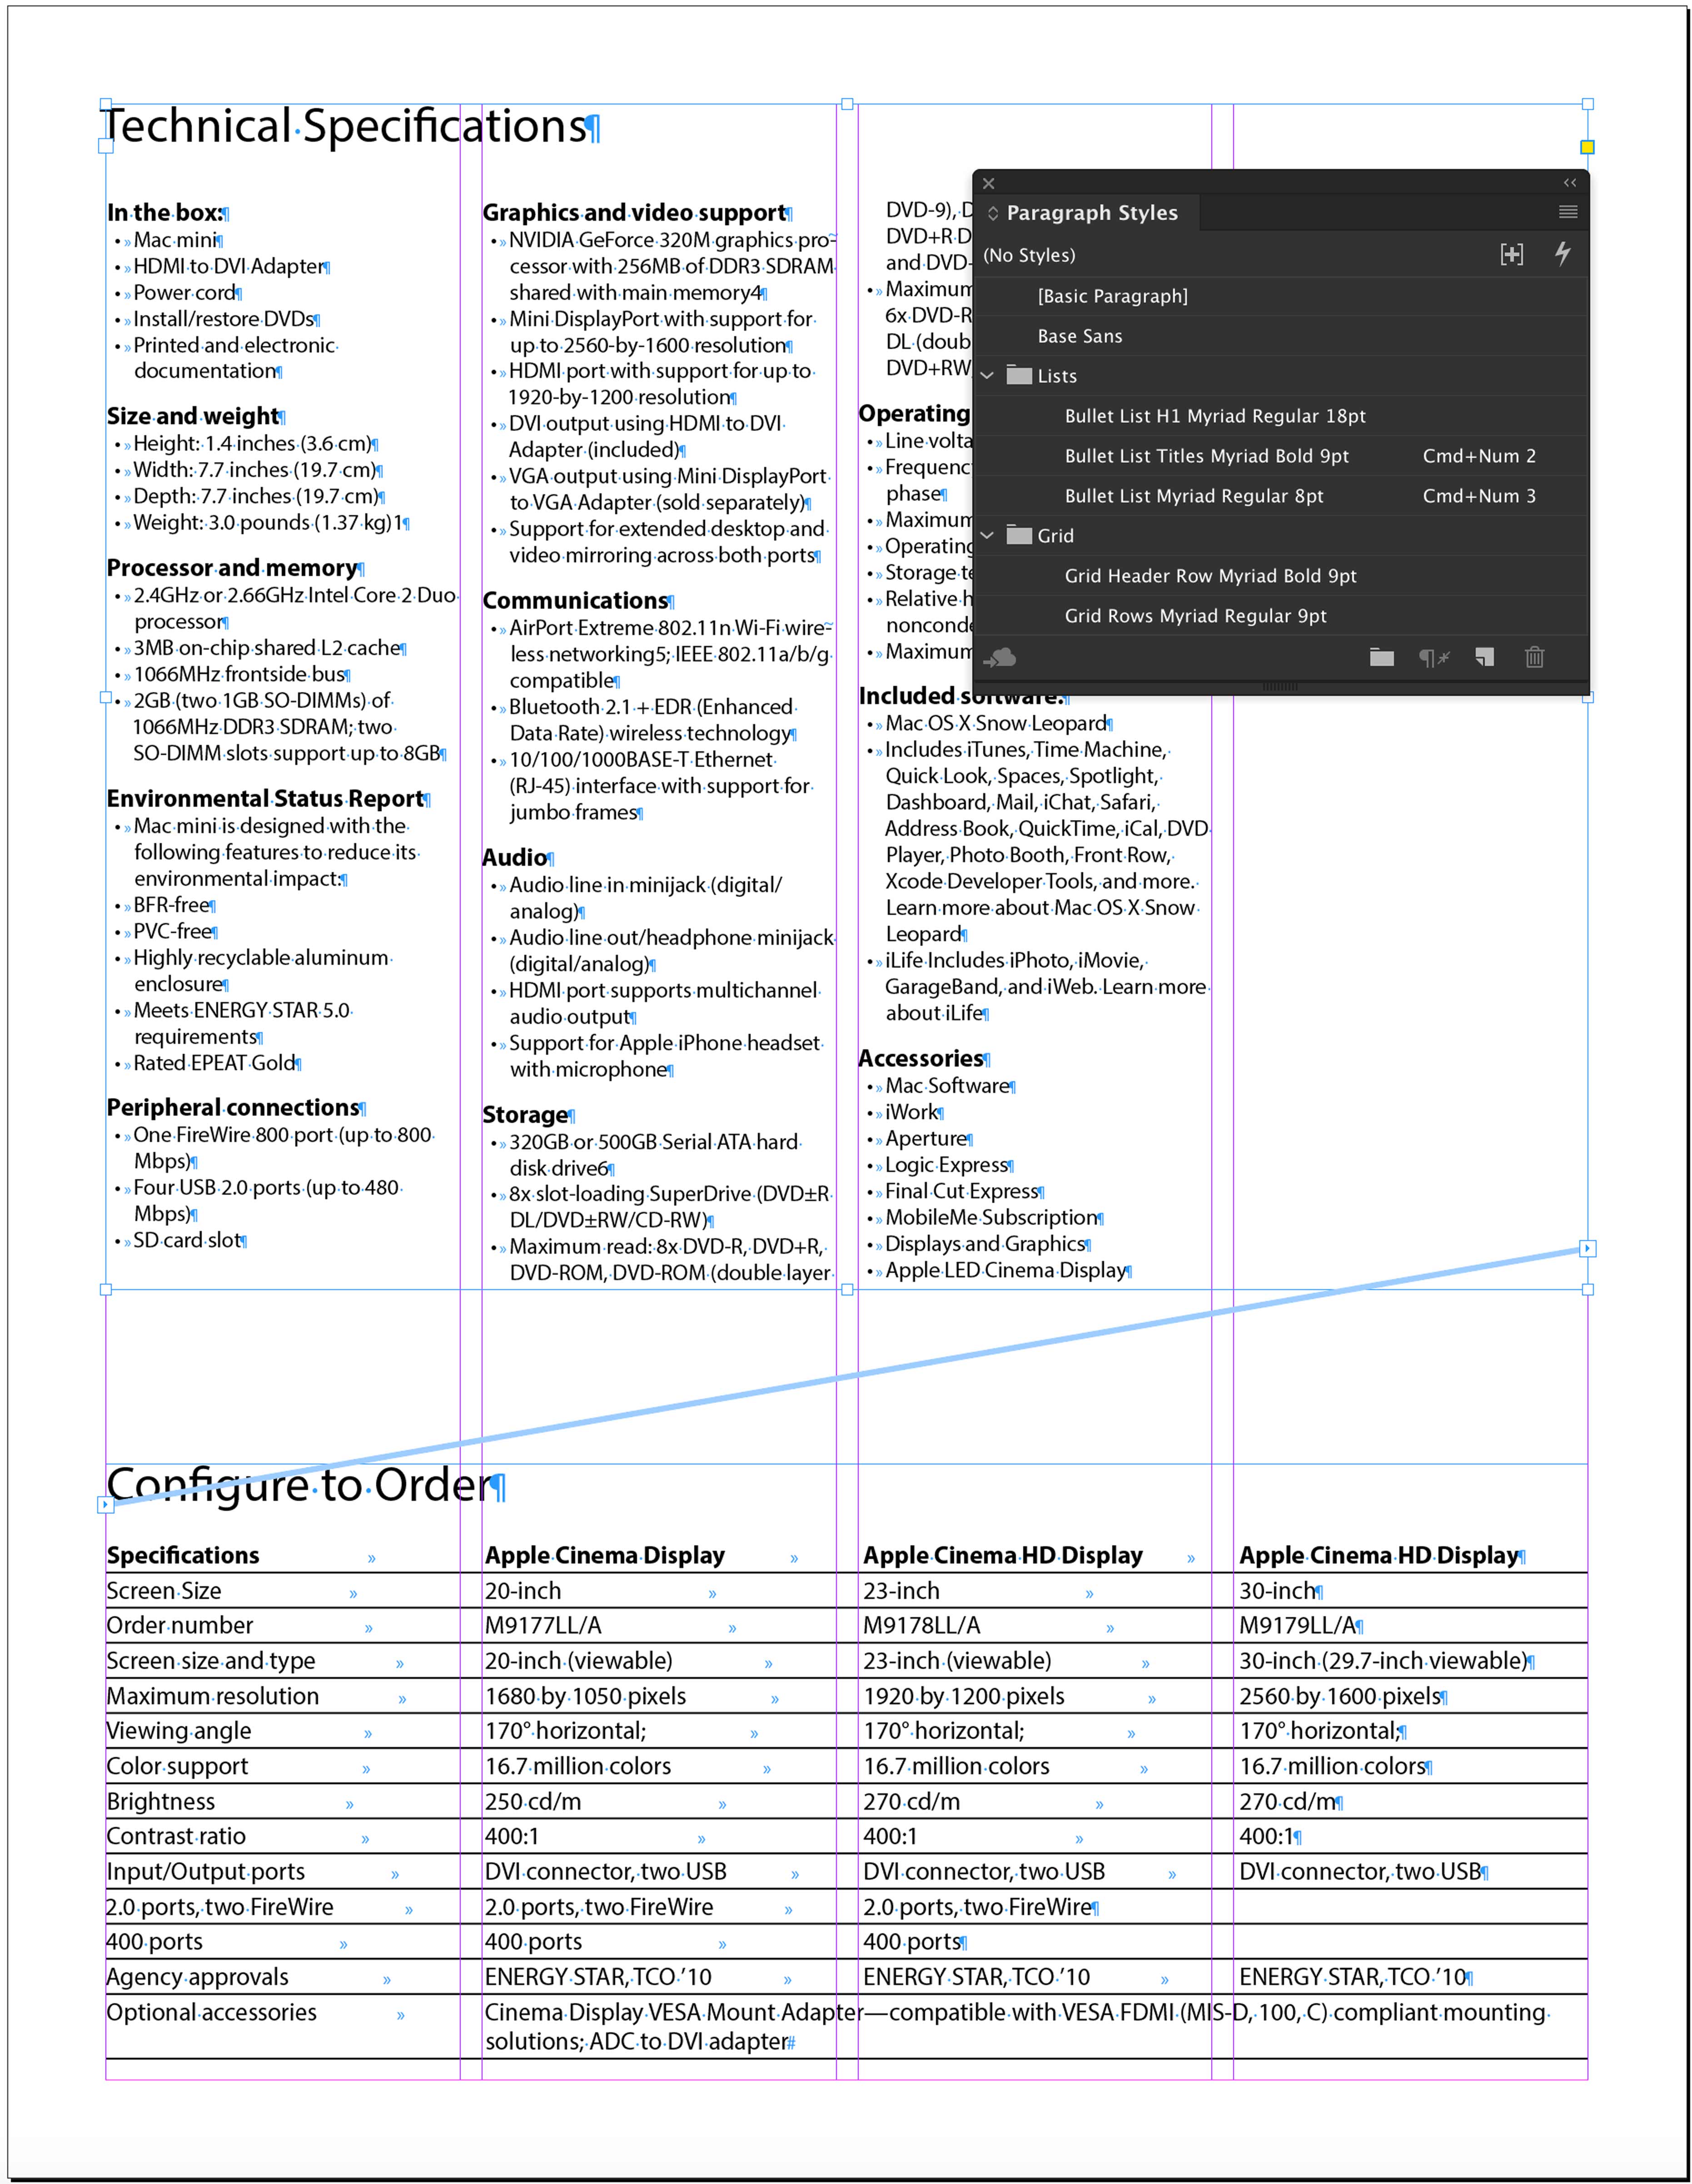 Technical Specifications
In the box:
• Mac mini
• HDMI to DVI Adapter
• Power cord
• Install/restore DVDs
• Printed and electronic
documentation
Size and weight
• Height: 1.4 inches (3.6 cm)
• Width: 7.7 inches (19.7 cm)
• Depth: 7.7 inches (19.7 cm)
• Weight: 3.0 pounds (1.37 kg)1
Processor and memory
• 2.4GHz or 2.66GHz Intel Core 2 Duo
processor
• 3MB on-chip shared L2 cache
• 1066MHz frontside bus
• 2GB (two 1GB SO-DIMMs) of
1066MHz DDR3 SDRAM; two
SO-DIMM slots support up to 8GB
Environmental Status Report
• Mac mini is designed with the
following features to reduce its
environmental impact:
• BFR-free
• PVC-free
• Highly recyclable aluminum
enclosure
• Meets ENERGY STAR 5.0
requirements
• Rated EPEAT Gold
Peripheral connections
• One FireWire 800 port (up to 800
Mbps)
• Four USB 2.0 ports (up to 480
Mbps)
• SD card slot
Graphics and video support
• NVIDIA GeForce 320M graphics pro-
cessor with 256MB of DDR3 SDRAM
shared with main memory4
• Mini DisplayPort with support for
up to 2560-by-1600 resolution
• HDMI port with support for up to
1920-by-1200 resolution
• DVI output using HDMI to DVI
Adapter (included)
• VGA output using Mini DisplayPort
to VGA Adapter (sold separately)
• Support for extended desktop and
video mirroring across both ports
Communications
• AirPort Extreme 802.11n Wi-Fi wire-
less networking5; IEEE 802.11a/b/g
compatible
• Bluetooth 2.1 + EDR (Enhanced
Data Rate) wireless technology
• 10/100/1000BASE-T Ethernet
(RJ-45) interface with support for
jumbo frames
Audio
• Audio line in minijack (digital/
analog)
• Audio line out/headphone minijack
(digital/analog)
• HDMI port supports multichannel
audio output
• Support for Apple iPhone headset
with microphone
Storage
• 320GB or 500GB Serial ATA hard
disk drive6
• 8x slot-loading SuperDrive (DVD±R
DL/DVD±RW/CD-RW)
• Maximum read: 8x DVD-R, DVD+R,
DVD-ROM, DVD-ROM (double layer
DVD-9), D
DVD+R D
and DVD-
• Maximum
6x DVD-R
DL (doub
DVD+RW
Operating
• Line volta
• Frequenc
phase
• Maximum
• Operating
• Storage te
• Relative h
nonconde
• Maximum
Included software:
• Mac OS X Snow Leopard
• Includes iTunes, Time Machine,
Quick Look, Spaces, Spotlight,
Dashboard, Mail, iChat, Safari,
Address Book, QuickTime, iCal, DVD
Player, Photo Booth, Front Row,
Xcode Developer Tools, and more.
Learn more about Mac OS X Snow
Leopard
• iLife Includes iPhoto, iMovie,
GarageBand, and iWeb. Learn more
about iLife
Accessories
• Mac Software
• iWork
• Aperture
• Logic Express
• Final Cut Express
• MobileMe Subscription
• Displays and Graphics
• Apple LED Cinema Display
Paragraph Styles
(No Styles)
[Basic Paragraph]
Base Sans
Lists
Bullet List H1 Myriad Regular 18pt
Bullet List Titles Myriad Bold 9pt Cmd+Num 2
Bullet List Myriad Regular 8pt Cmd+Num 3
Grid
Grid Header Row Myriad Bold 9pt
Grid Rows Myriad Regular 9pt
Configure to Order
Specifications Apple Cinema Display Apple Cinema HD Display Apple Cinema HD Display
Screen Size 20-inch 23-inch 30-inch
Order number M9177LL/A M9178LL/A M9179LL/A
Screen size and type 20-inch (viewable) 23-inch (viewable) 30-inch (29.7-inch viewable)
Maximum resolution 1680 by 1050 pixels 1920 by 1200 pixels 2560 by 1600 pixels
Viewing angle 170° horizontal; 170° horizontal; 170° horizontal;
Color support 16.7 million colors 16.7 million colors 16.7 million colors
Brightness 250 cd/m 270 cd/m 270 cd/m
Contrast ratio 400:1 400:1 400:1
Input/Output ports DVI connector, two USB DVI connector, two USB DVI connector, two USB
2.0 ports, two FireWire 2.0 ports, two FireWire 2.0 ports, two FireWire
400 ports 400 ports 400 ports
Agency approvals ENERGY STAR, TCO ’10 ENERGY STAR, TCO ’10 ENERGY STAR, TCO ’10
Optional accessories Cinema Display VESA Mount Adapter—compatible with VESA FDMI (MIS-D, 100, C) compliant mounting
solutions; ADC to DVI adapter